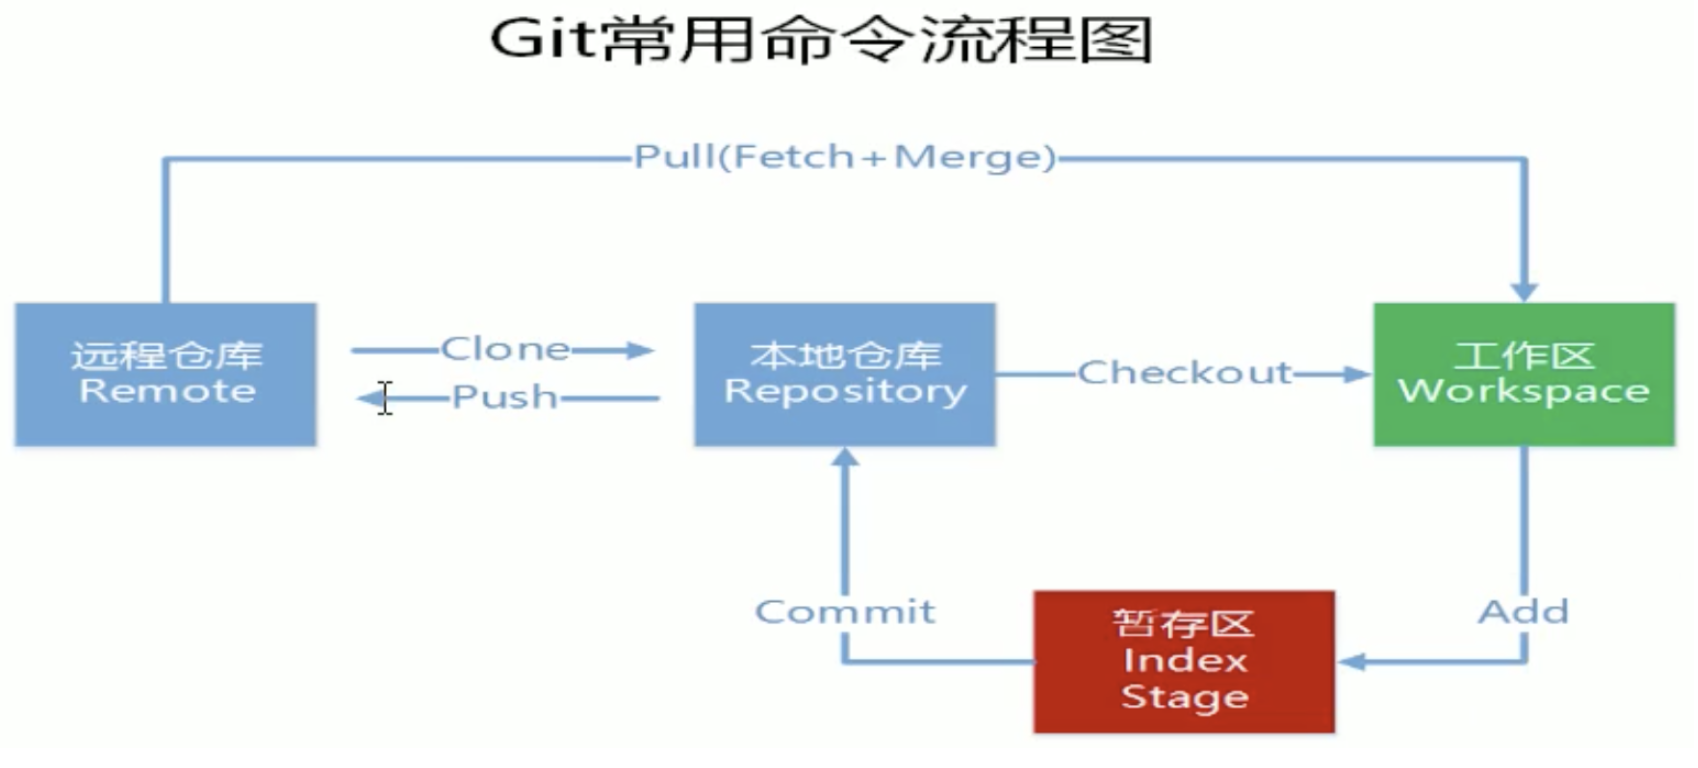 Git常用命令流程图
Pull(Fetch+Merge)
远程仓库
Remote
Clone
Push
本地仓库
Repository
Checkout
工作区
Workspace
Commit
暂存区
Index
Stage
Add